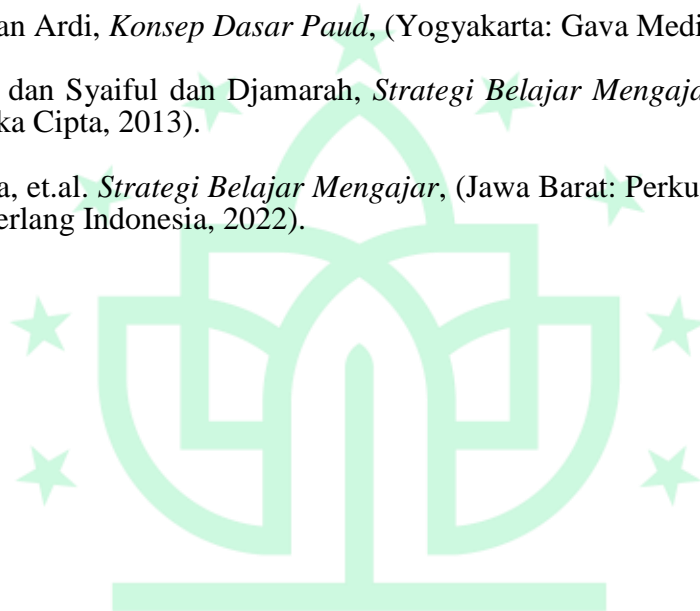 an Ardi, Konsep Dasar Paud, (Yogyakarta: Gava Medi
dan Syaiful dan Djamarah, Strategi Belajar Mengaja
ka Cipta, 2013).
a, et.al. Strategi Belajar Mengajar, (Jawa Barat: Perku
erlang Indonesia, 2022).